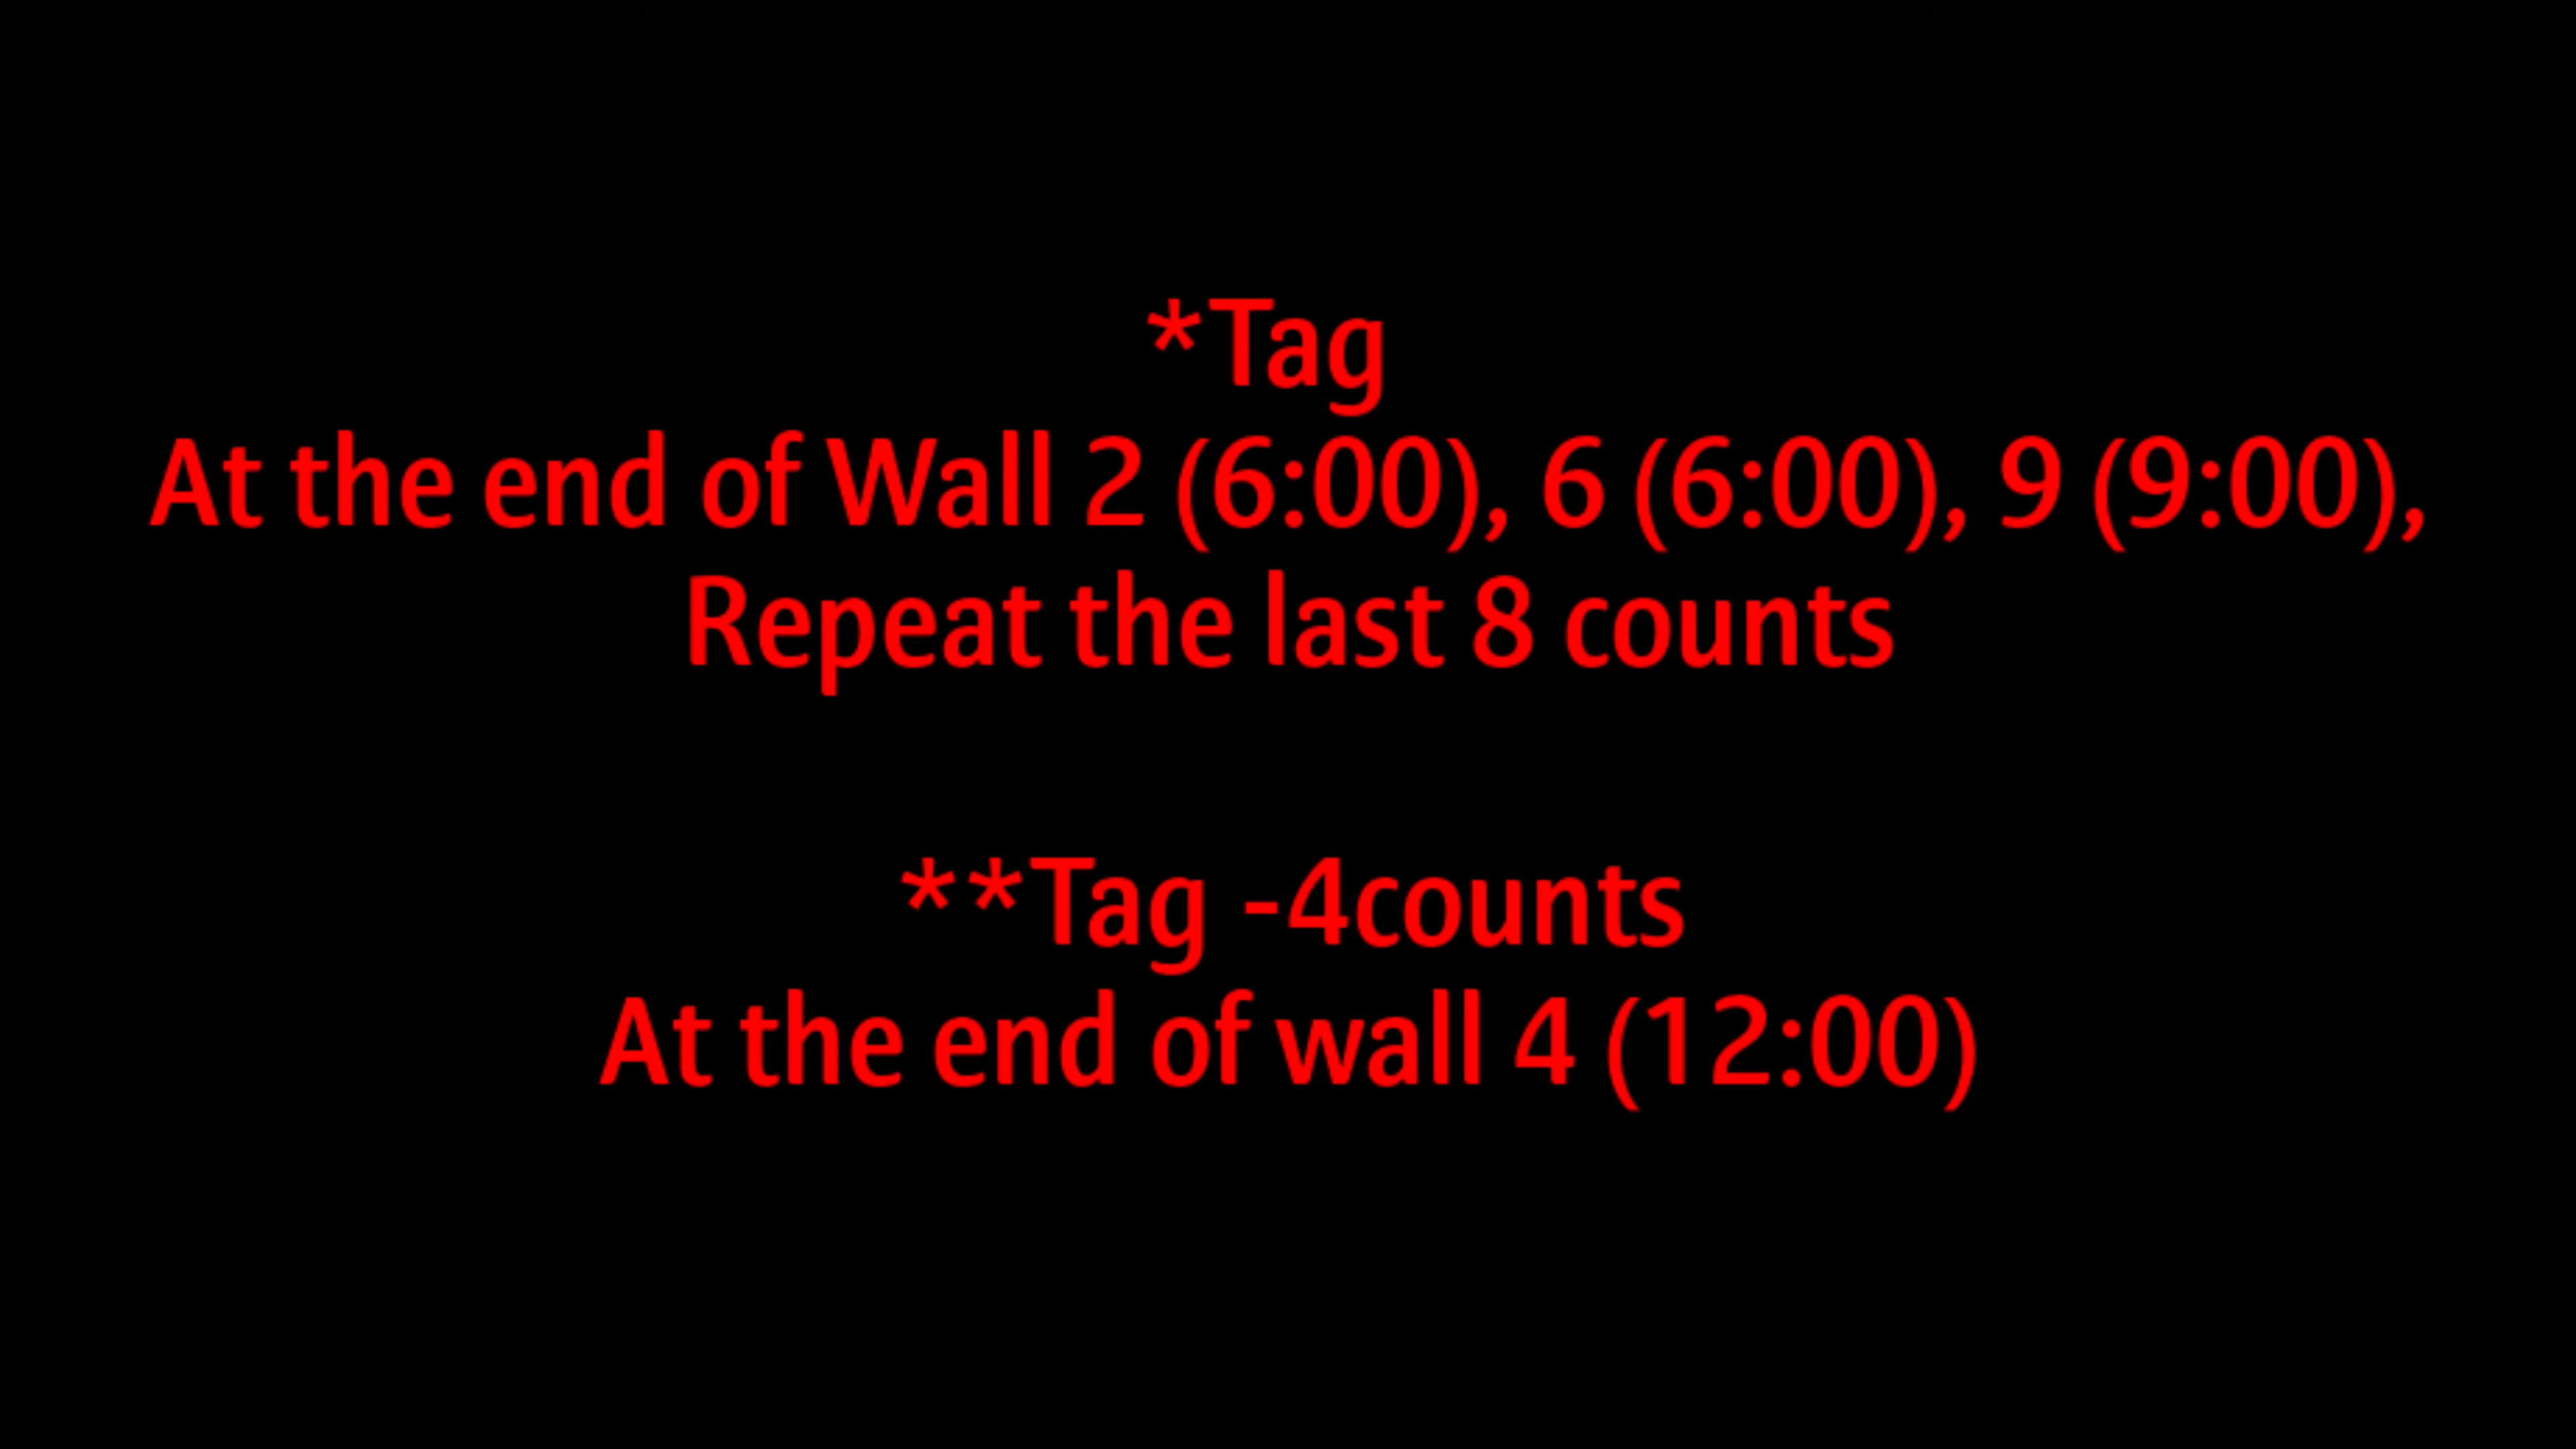 *Tag
At the end of Wall 2 (6:00), 6 (6:00), 9 (9:00),
Repeat the last 8 counts
**Tag -4counts
At the end of wall 4 (12:00)